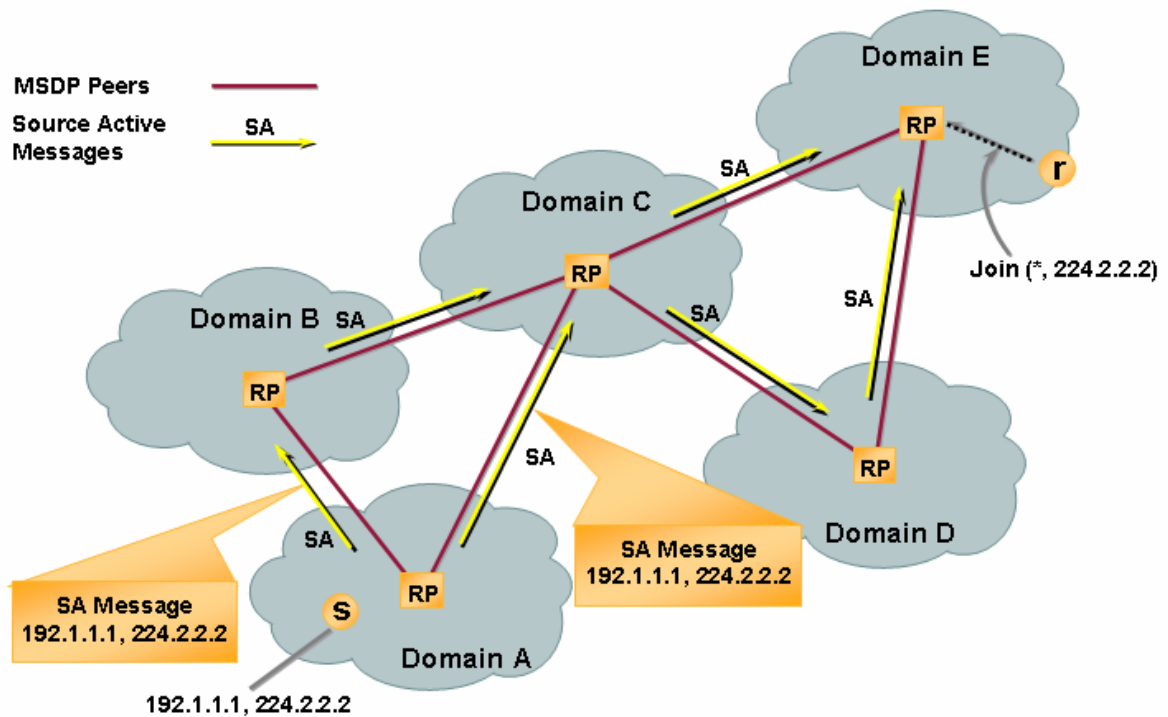 MSDP Peers
Source Active
Messages
SA
Domain E
RP
r
Join (*, 224.2.2.2)
SA
Domain C
RP
SA
SA
Domain B
SA
RP
SA
RP
Domain D
SA
SA Message
192.1.1.1, 224.2.2.2
SA
RP
S
Domain A
SA Message
192.1.1.1, 224.2.2.2
192.1.1.1, 224.2.2.2